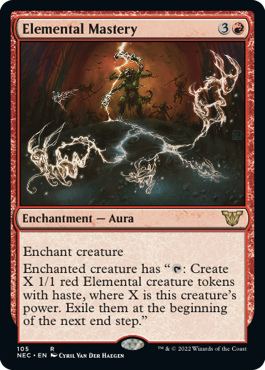 Elemental Mastery 3
Enchantment — Aura
Enchant creature
Enchanted creature has “: Create
X 1/1 red Elemental creature tokens
with haste, where X is this creature's
power. Exile them at the beginning
of the next end step.”
105 R
NEC • EN Cyril Van Der Haegen
™ & © 2022 Wizards of the Coast